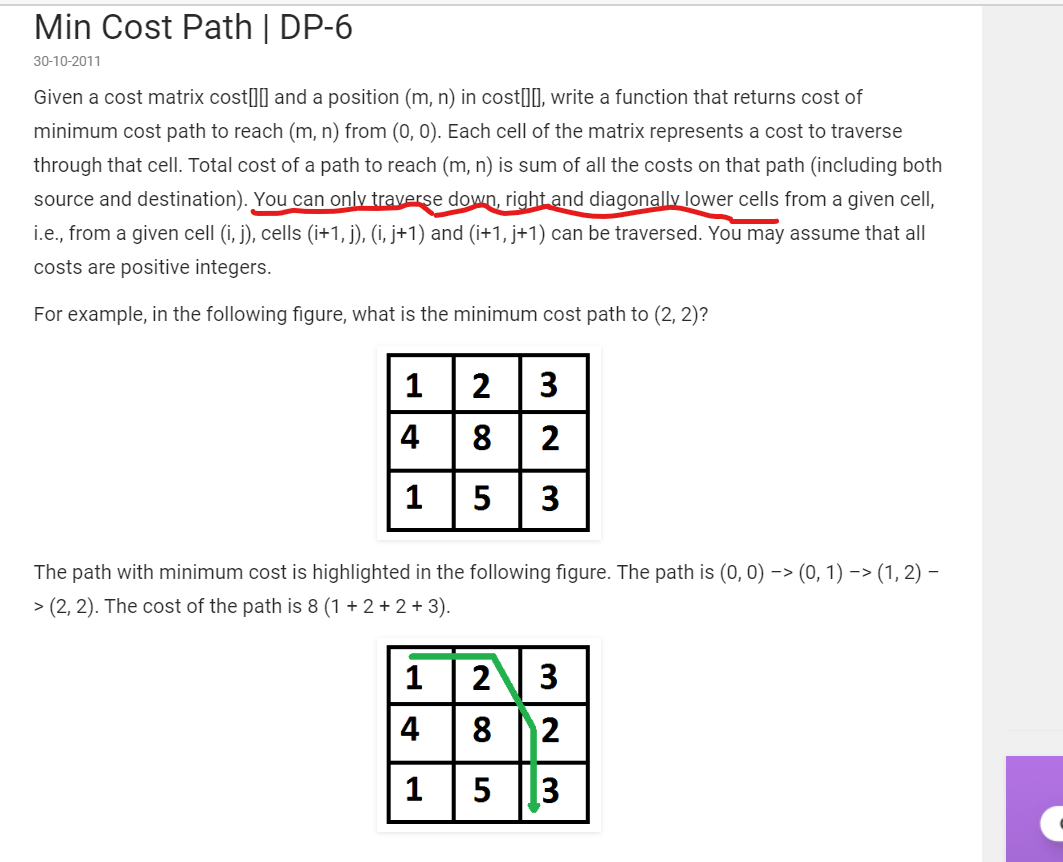 Min Cost Path | DP-6
30-10-2011
Given a cost matrix cost[][] and a position (m, n) in cost[][], write a function that returns cost of
minimum cost path to reach (m, n) from (0, 0). Each cell of the matrix represents a cost to traverse
through that cell. Total cost of a path to reach (m, n) is sum of all the costs on that path (including both
source and destination). You can only traverse down, right and diagonally lower cells from a given cell,
i.e., from a given cell (i, j), cells (i+1, j), (i, j+1) and (i+1, j+1) can be traversed. You may assume that all
costs are positive integers.
For example, in the following figure, what is the minimum cost path to (2, 2)?
1 2 3
4 8 2
1 5 3
The path with minimum cost is highlighted in the following figure. The path is (0, 0) –> (0, 1) –> (1, 2) –
> (2, 2). The cost of the path is 8 (1 + 2 + 2 + 3).
1 2 3
4 8 2
1 5 3